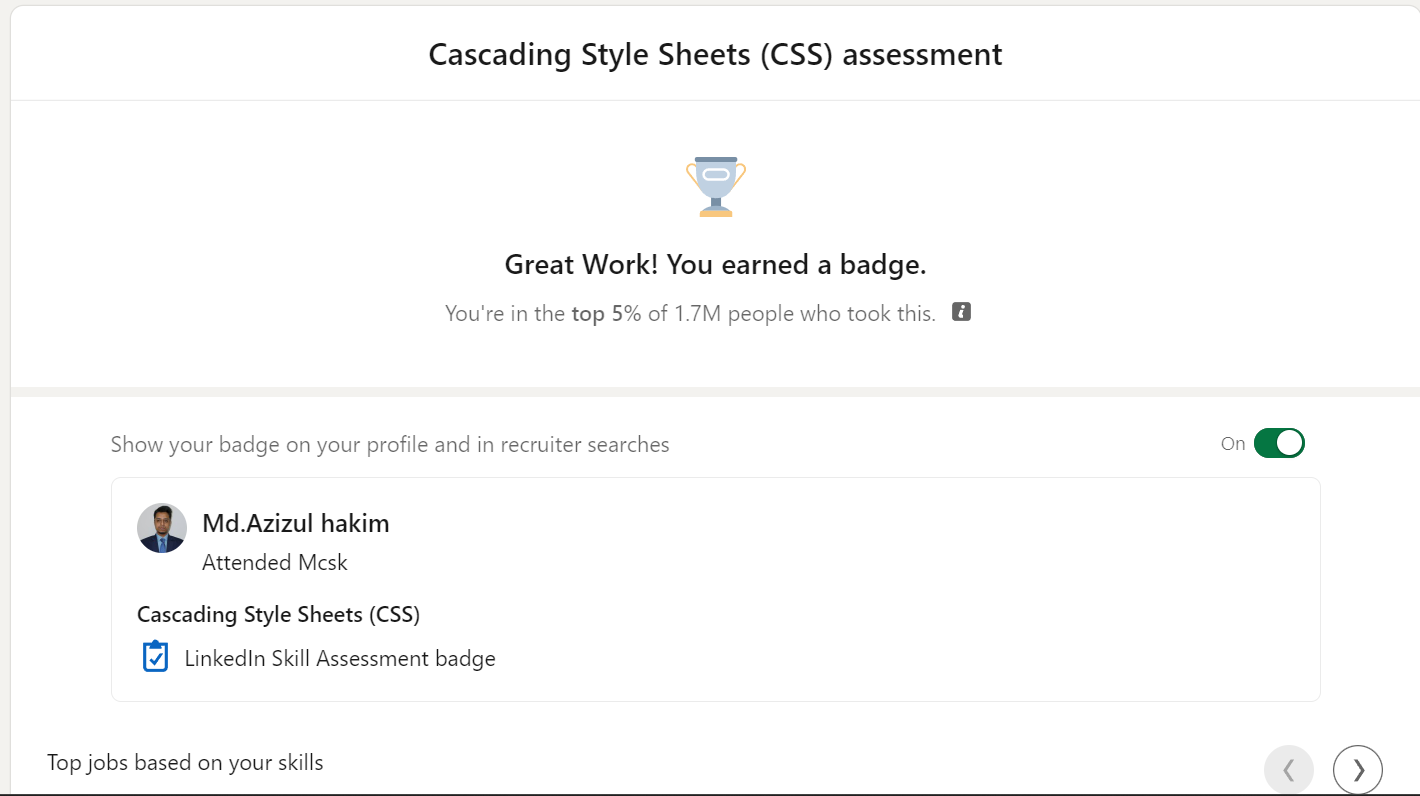 Cascading Style Sheets (CSS) assessment
Great Work! You earned a badge.
You're in the top 5% of 1.7M people who took this.
Show your badge on your profile and in recruiter searches
On
Md.Azizul hakim
Attended Mcsk
Cascading Style Sheets (CSS)
LinkedIn Skill Assessment badge
Top jobs based on your skills